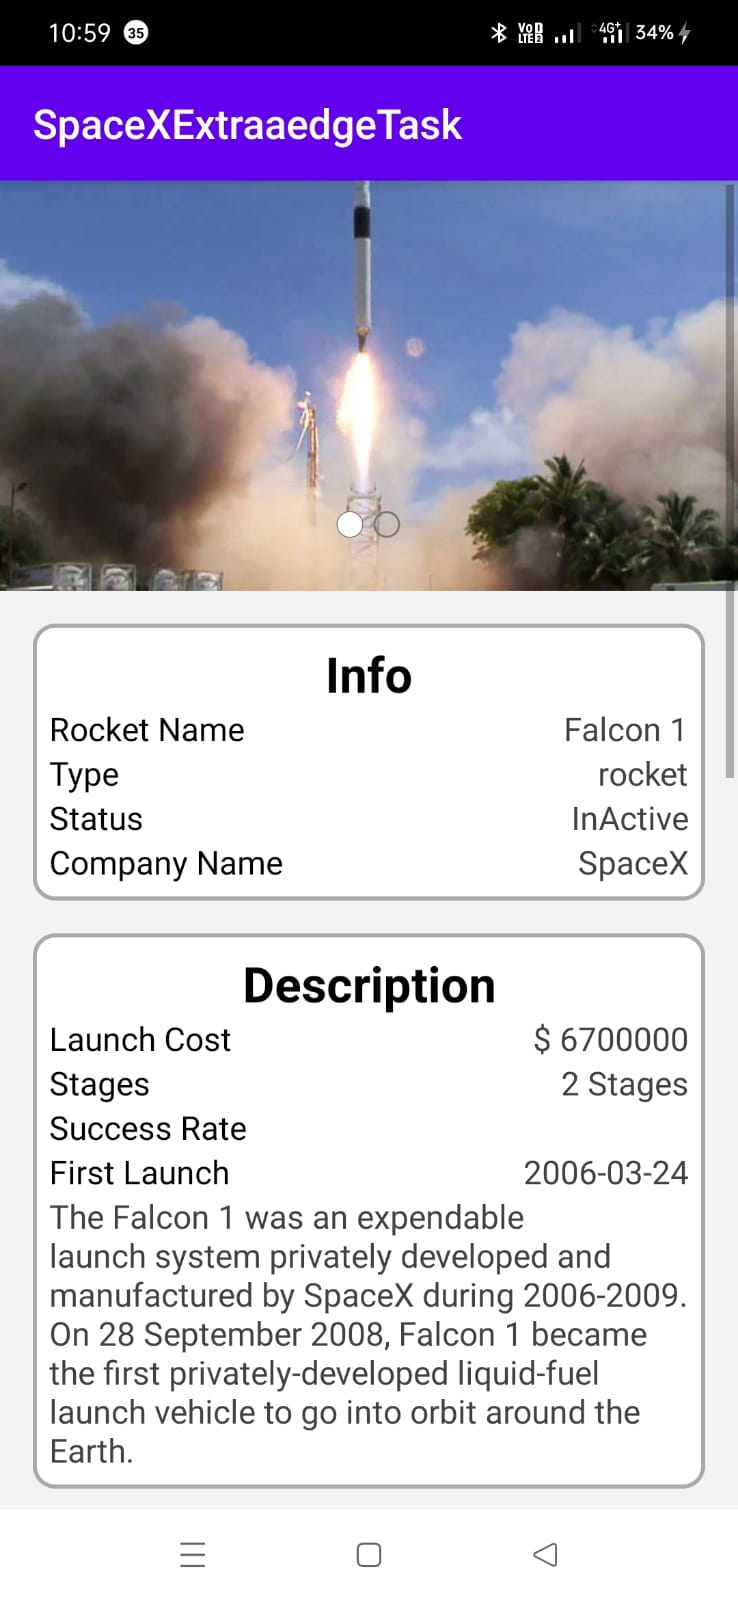 10:59 35 VoD LTE2 4G+ 34%
SpaceXExtraaedgeTask
Info
Rocket Name Falcon 1
Type rocket
Status InActive
Company Name SpaceX
Description
Launch Cost $ 6700000
Stages 2 Stages
Success Rate
First Launch 2006-03-24
The Falcon 1 was an expendable
launch system privately developed and
manufactured by SpaceX during 2006-2009.
On 28 September 2008, Falcon 1 became
the first privately-developed liquid-fuel
launch vehicle to go into orbit around the
Earth.